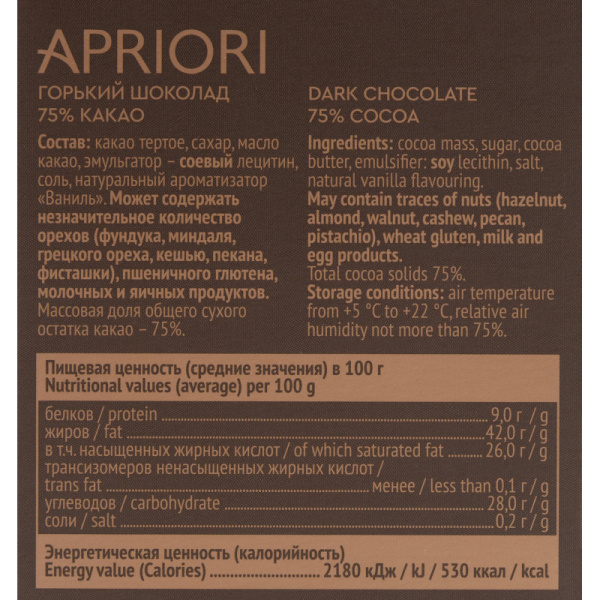 APRIORI
ГОРЬКИЙ ШОКОЛАД
75% КАКАО
Состав: какао тертое, сахар, масло
какао, эмульгатор – соевый лецитин,
соль, натуральный ароматизатор
«Ваниль». Может содержать
незначительное количество
орехов (фундука, миндаля,
грецкого ореха, кешью, пекана,
фисташки), пшеничного глютена,
молочных и яичных продуктов.
Массовая доля общего сухого
остатка какао – 75%.
DARK CHOCOLATE
75% COCOA
Ingredients: cocoa mass, sugar, cocoa
butter, emulsifier: soy lecithin, salt,
natural vanilla flavouring.
May contain traces of nuts (hazelnut,
almond, walnut, cashew, pecan,
pistachio), wheat gluten, milk and
egg products.
Total cocoa solids 75%.
Storage conditions: air temperature
from +5 °C to +22 °C, relative air
humidity not more than 75%.
Пищевая ценность (средние значения) в 100 г
Nutritional values (average) per 100 g
белков / protein 9,0 г / g
жиров / fat 42,0 г / g
в т.ч. насыщенных жирных кислот / of which saturated fat 26,0 г / g
трансизомеров ненасыщенных жирных кислот /
trans fat менее / less than 0,1 г / g
углеводов / carbohydrate 28,0 г / g
соли / salt 0,2 г / g
Энергетическая ценность (калорийность)
Energy value (Calories) 2180 кДж / kJ / 530 ккал / kcal